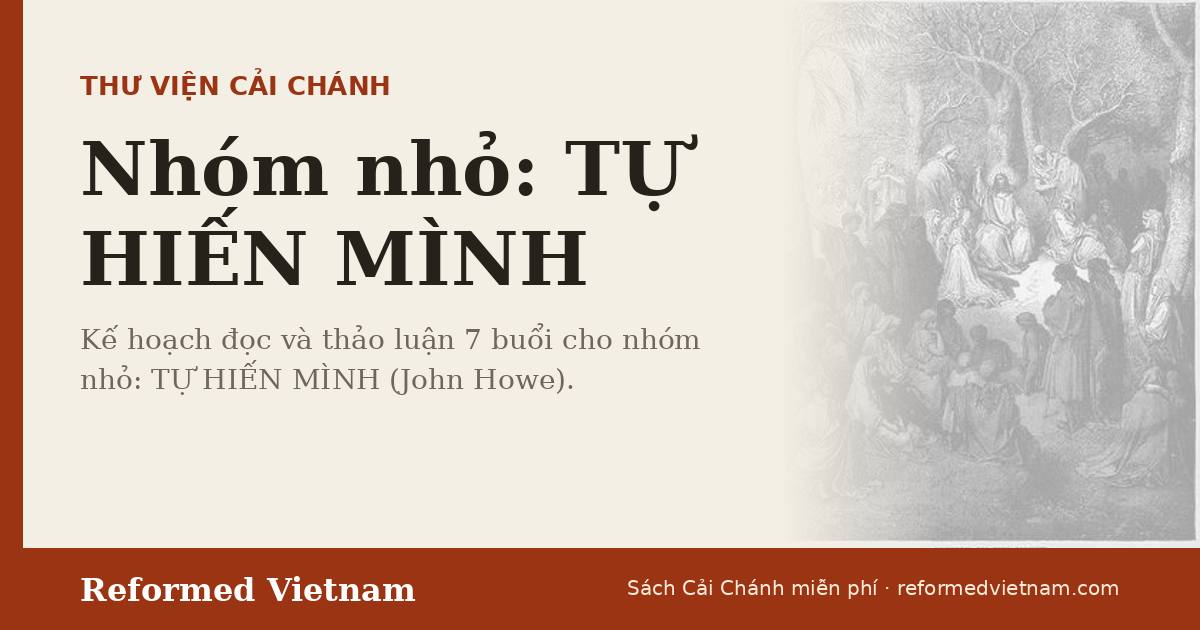 THƯ VIỆN CẢI CHÁNH
Nhóm nhỏ: TỰ
HIẾN MÌNH
Kế hoạch đọc và thảo luận 7 buổi cho nhóm
nhỏ: TỰ HIẾN MÌNH (John Howe).
Reformed Vietnam
Sách Cải Chánh miễn phí · reformedvietnam.com